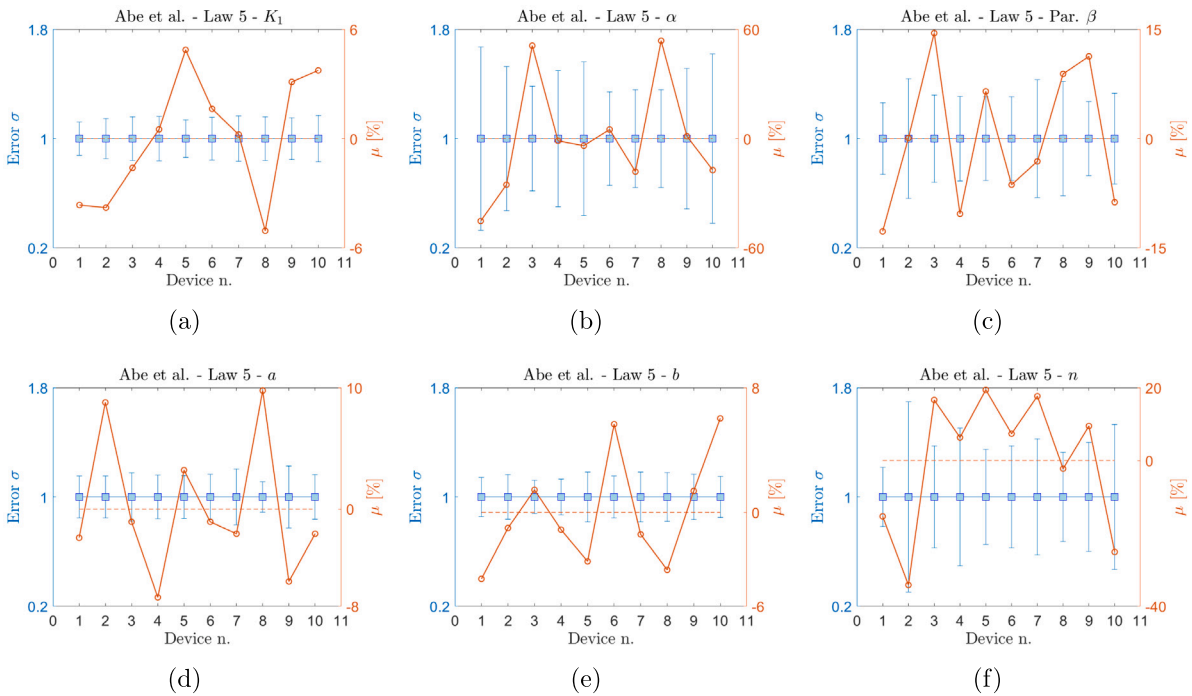 Abe et al. - Law 5 - K₁
1.8
1
0.2
Error σ
6
0
-6
μ [%]
0 1 2 3 4 5 6 7 8 9 10 11
Device n.
(a)
Abe et al. - Law 5 - α
1.8
1
0.2
Error σ
60
0
-60
μ [%]
0 1 2 3 4 5 6 7 8 9 10 11
Device n.
(b)
Abe et al. - Law 5 - Par. β
1.8
1
0.2
Error σ
15
0
-15
μ [%]
0 1 2 3 4 5 6 7 8 9 10 11
Device n.
(c)
Abe et al. - Law 5 - a
1.8
1
0.2
Error σ
10
0
-8
μ [%]
0 1 2 3 4 5 6 7 8 9 10 11
Device n.
(d)
Abe et al. - Law 5 - b
1.8
1
0.2
Error σ
8
0
-6
μ [%]
0 1 2 3 4 5 6 7 8 9 10 11
Device n.
(e)
Abe et al. - Law 5 - n
1.8
1
0.2
Error σ
20
0
-40
μ [%]
0 1 2 3 4 5 6 7 8 9 10 11
Device n.
(f)